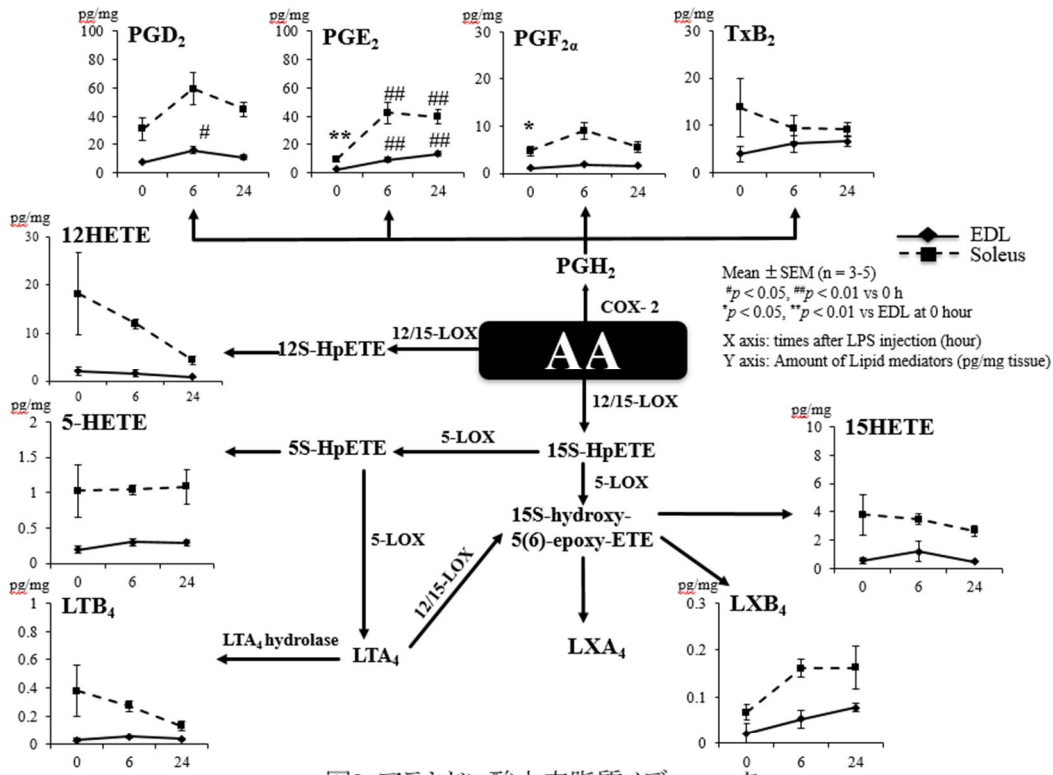 pg/mg
PGD2
100
80
60
40
20
0
#
0 6 24
pg/mg
PGE2
100
80
60
40
20
0
**
##
##
##
##
0 6 24
pg/mg
PGF2α
30
20
10
0
*
0 6 24
pg/mg
TxB2
30
20
10
0
0 6 24
pg/mg
12HETE
30
20
10
0
0 6 24
PGH2
COX- 2
EDL
Soleus
Mean ±SEM (n = 3-5)
#p < 0.05, ##p < 0.01 vs 0 h
*p < 0.05, **p < 0.01 vs EDL at 0 hour
X axis: times after LPS injection (hour)
Y axis: Amount of Lipid mediators (pg/mg tissue)
12S-HpETE
12/15-LOX
AA
12/15-LOX
pg/mg
5-HETE
2
1.5
1
0.5
0
0 6 24
5S-HpETE
5-LOX
15S-HpETE
5-LOX
15S-hydroxy-
5(6)-epoxy-ETE
pg/mg
15HETE
10
8
6
4
2
0
0 6 24
5-LOX
12/15-LOX
pg/mg
LTB4
1
0.8
0.6
0.4
0.2
0
0 6 24
LTA4 hydrolase
LTA4
LXA4
pg/mg
LXB4
0.3
0.2
0.1
0
0 6 24